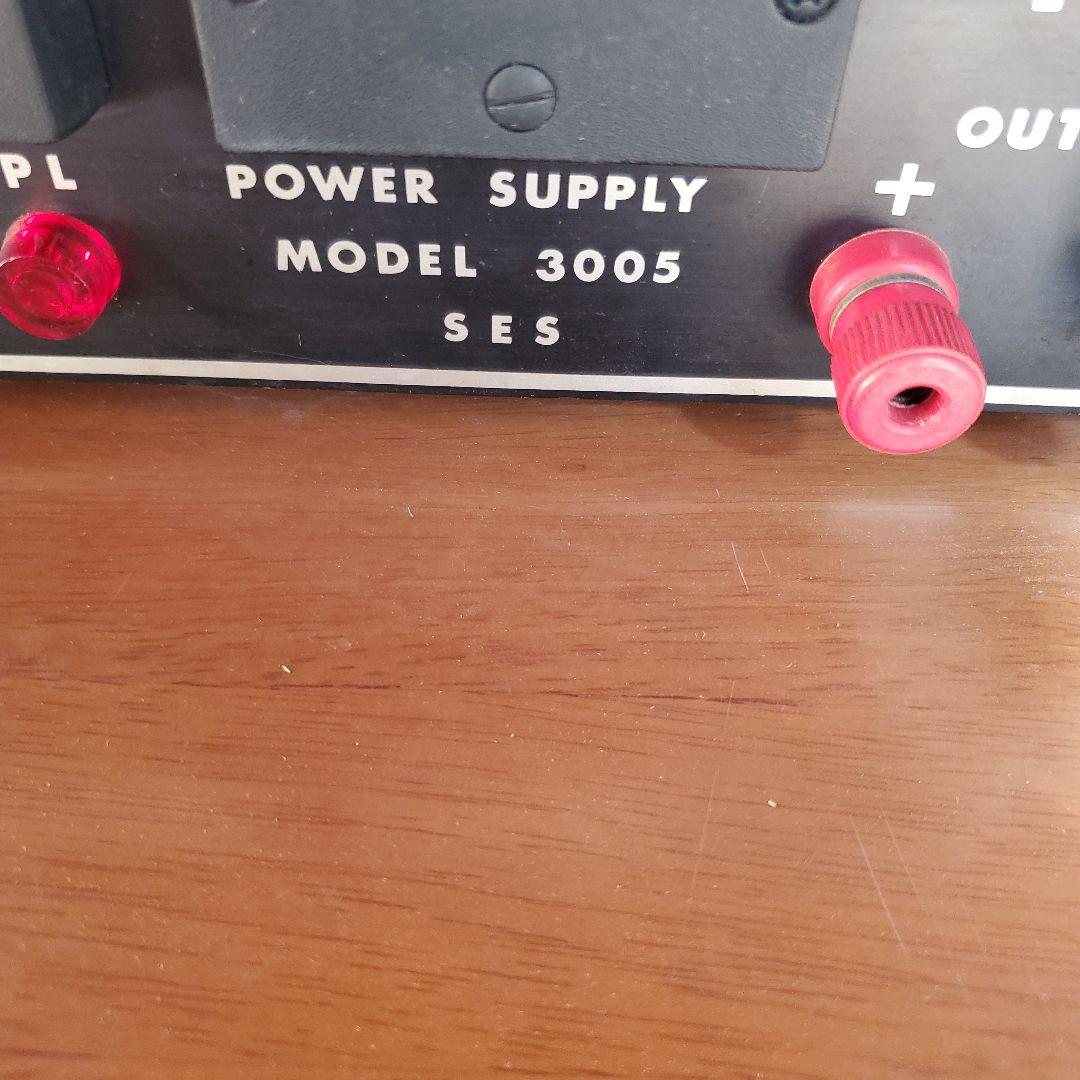 +
OUT
PL
POWER SUPPLY
MODEL 3005
SES